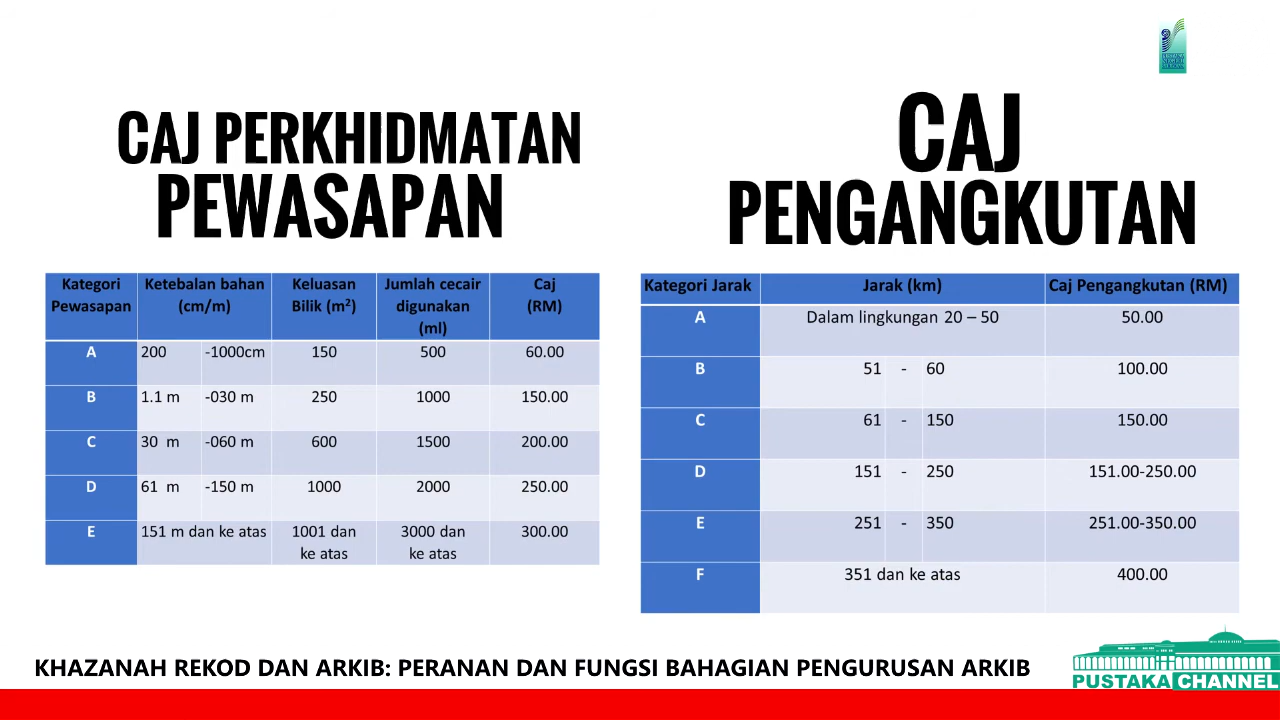 CAJ PERKHIDMATAN
PEWASAPAN
CAJ
PENGANGKUTAN
Kategori Pewasapan Ketebalan bahan (cm/m) Keluasan Bilik (m²) Jumlah cecair digunakan (ml) Caj (RM)
A 200 -1000cm 150 500 60.00
B 1.1 m -030 m 250 1000 150.00
C 30 m -060 m 600 1500 200.00
D 61 m -150 m 1000 2000 250.00
E 151 m dan ke atas 1001 dan ke atas 3000 dan ke atas 300.00
Kategori Jarak Jarak (km) Caj Pengangkutan (RM)
A Dalam lingkungan 20 – 50 50.00
B 51 - 60 100.00
C 61 - 150 150.00
D 151 - 250 151.00-250.00
E 251 - 350 251.00-350.00
F 351 dan ke atas 400.00
KHAZANAH REKOD DAN ARKIB: PERANAN DAN FUNGSI BAHAGIAN PENGURUSAN ARKIB
PUSTAKA CHANNEL